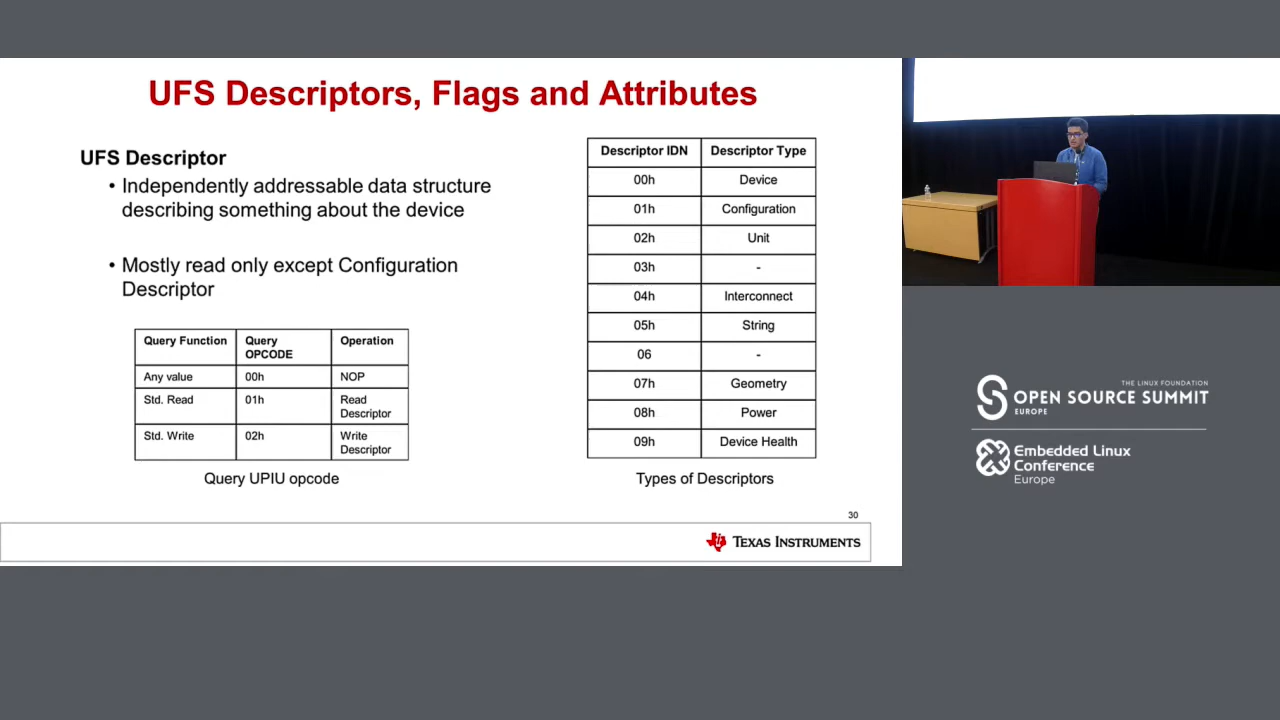 UFS Descriptors, Flags and Attributes
UFS Descriptor
• Independently addressable data structure
describing something about the device
• Mostly read only except Configuration
Descriptor
Query Function Query OPCODE Operation
Any value 00h NOP
Std. Read 01h Read Descriptor
Std. Write 02h Write Descriptor
Query UPIU opcode
Descriptor IDN Descriptor Type
00h Device
01h Configuration
02h Unit
03h -
04h Interconnect
05h String
06 -
07h Geometry
08h Power
09h Device Health
Types of Descriptors
30
TEXAS INSTRUMENTS
THE LINUX FOUNDATION
OPEN SOURCE SUMMIT
EUROPE
Embedded Linux
Conference
Europe